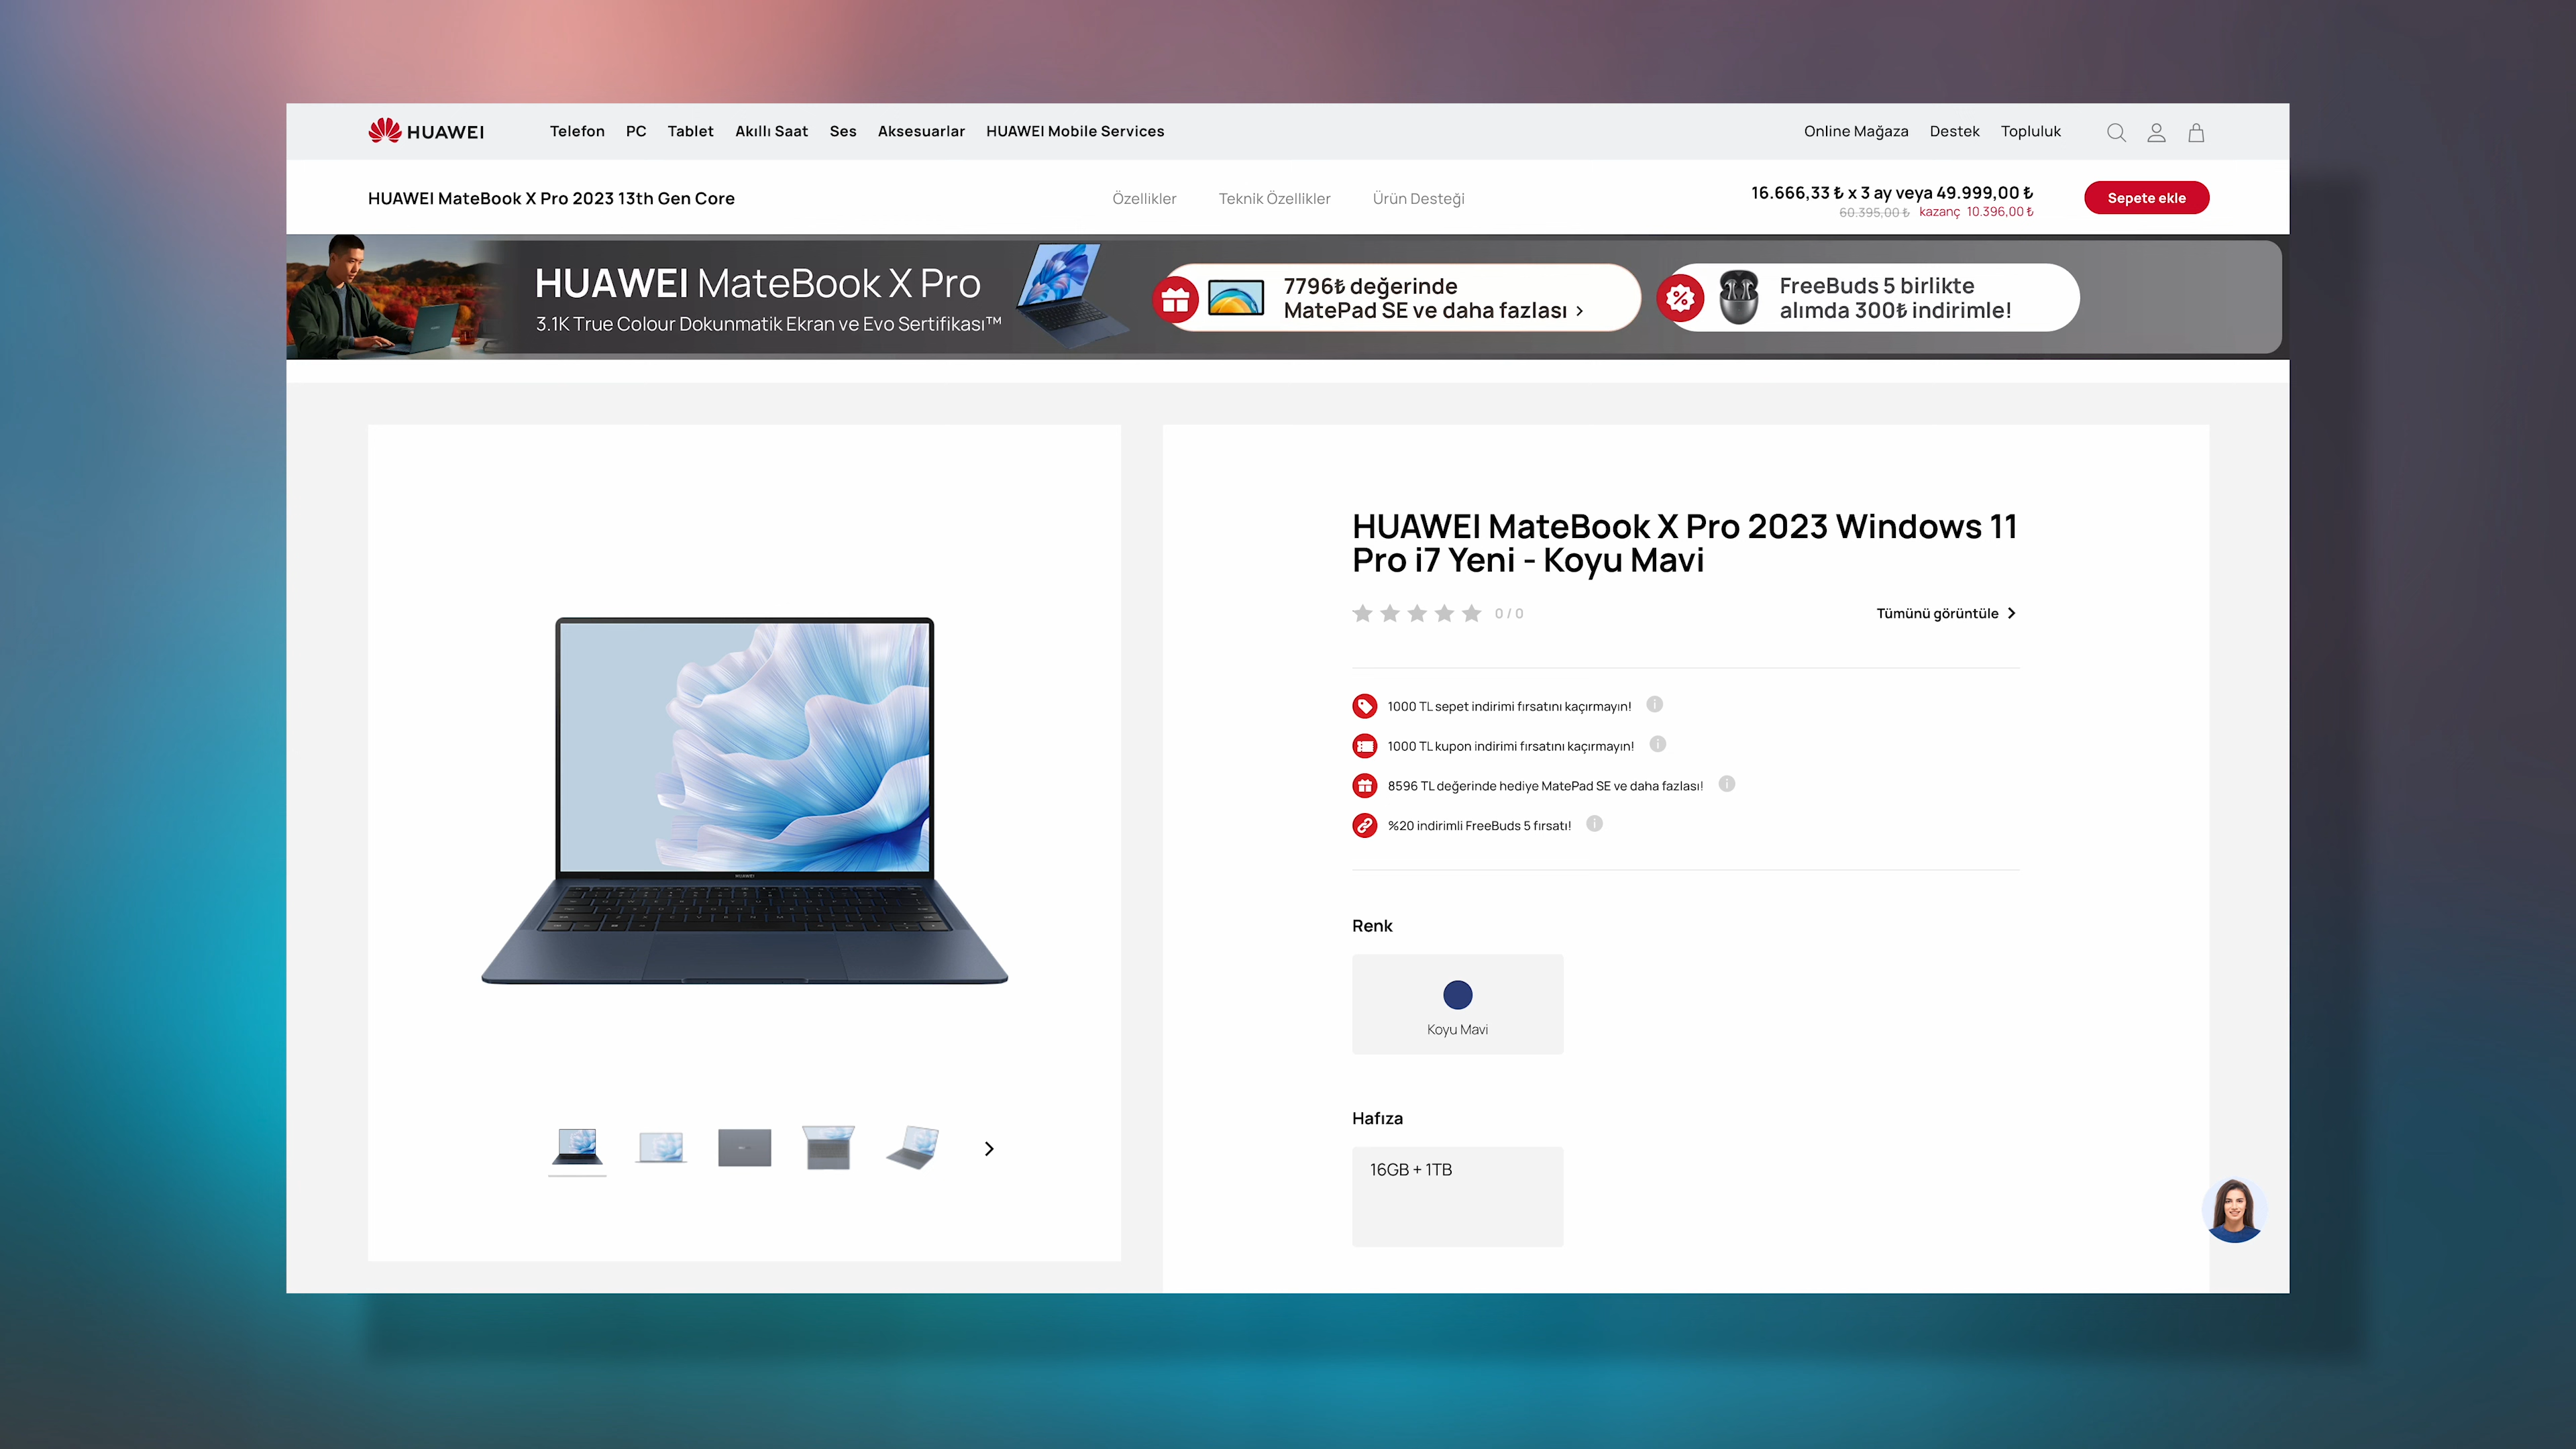 HUAWEI
Telefon PC Tablet Akıllı Saat Ses Aksesuarlar HUAWEI Mobile Services
Online Mağaza Destek Topluluk
HUAWEI MateBook X Pro 2023 13th Gen Core
Özellikler Teknik Özellikler Ürün Desteği
16.666,33 ₺ x 3 ay veya 49.999,00 ₺
60.395,00 ₺ kazanç 10.396,00 ₺
Sepete ekle
HUAWEI MateBook X Pro
3.1K True Colour Dokunmatik Ekran ve Evo Sertifikası™
7796₺ değerinde
MatePad SE ve daha fazlası ›
FreeBuds 5 birlikte
alımda 300₺ indirimle!
HUAWEI MateBook X Pro 2023 Windows 11
Pro i7 Yeni - Koyu Mavi
0 / 0
Tümünü görüntüle
1000 TL sepet indirimi fırsatını kaçırmayın!
1000 TL kupon indirimi fırsatını kaçırmayın!
8596 TL değerinde hediye MatePad SE ve daha fazlası!
%20 indirimli FreeBuds 5 fırsatı!
HUAWEI
Renk
Koyu Mavi
Hafıza
16GB + 1TB